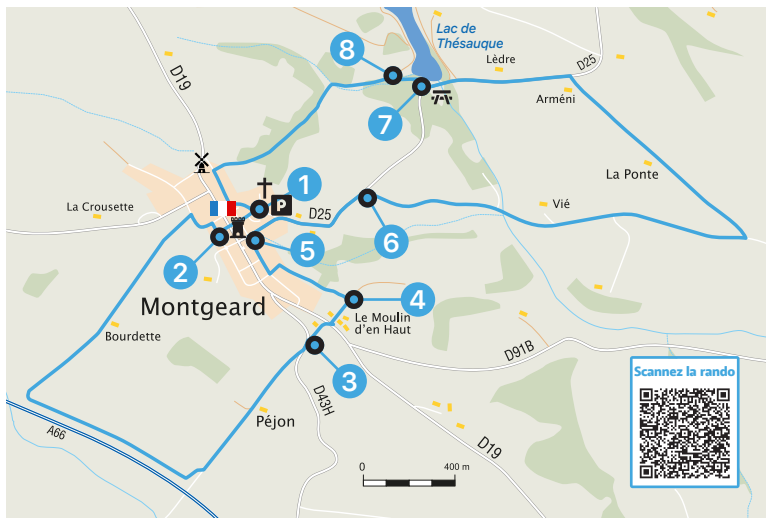 Lac de
Thésauque
8
Lèdre
D25
D19
7
Arméni
1
P
La Ponte
La Crousette
D25
Vié
2
5
6
Montgeard
4
Le Moulin
d'en Haut
Bourdette
3
D91B
Scannez la rando
D43H
Péjon
A66
D19
0
400 m